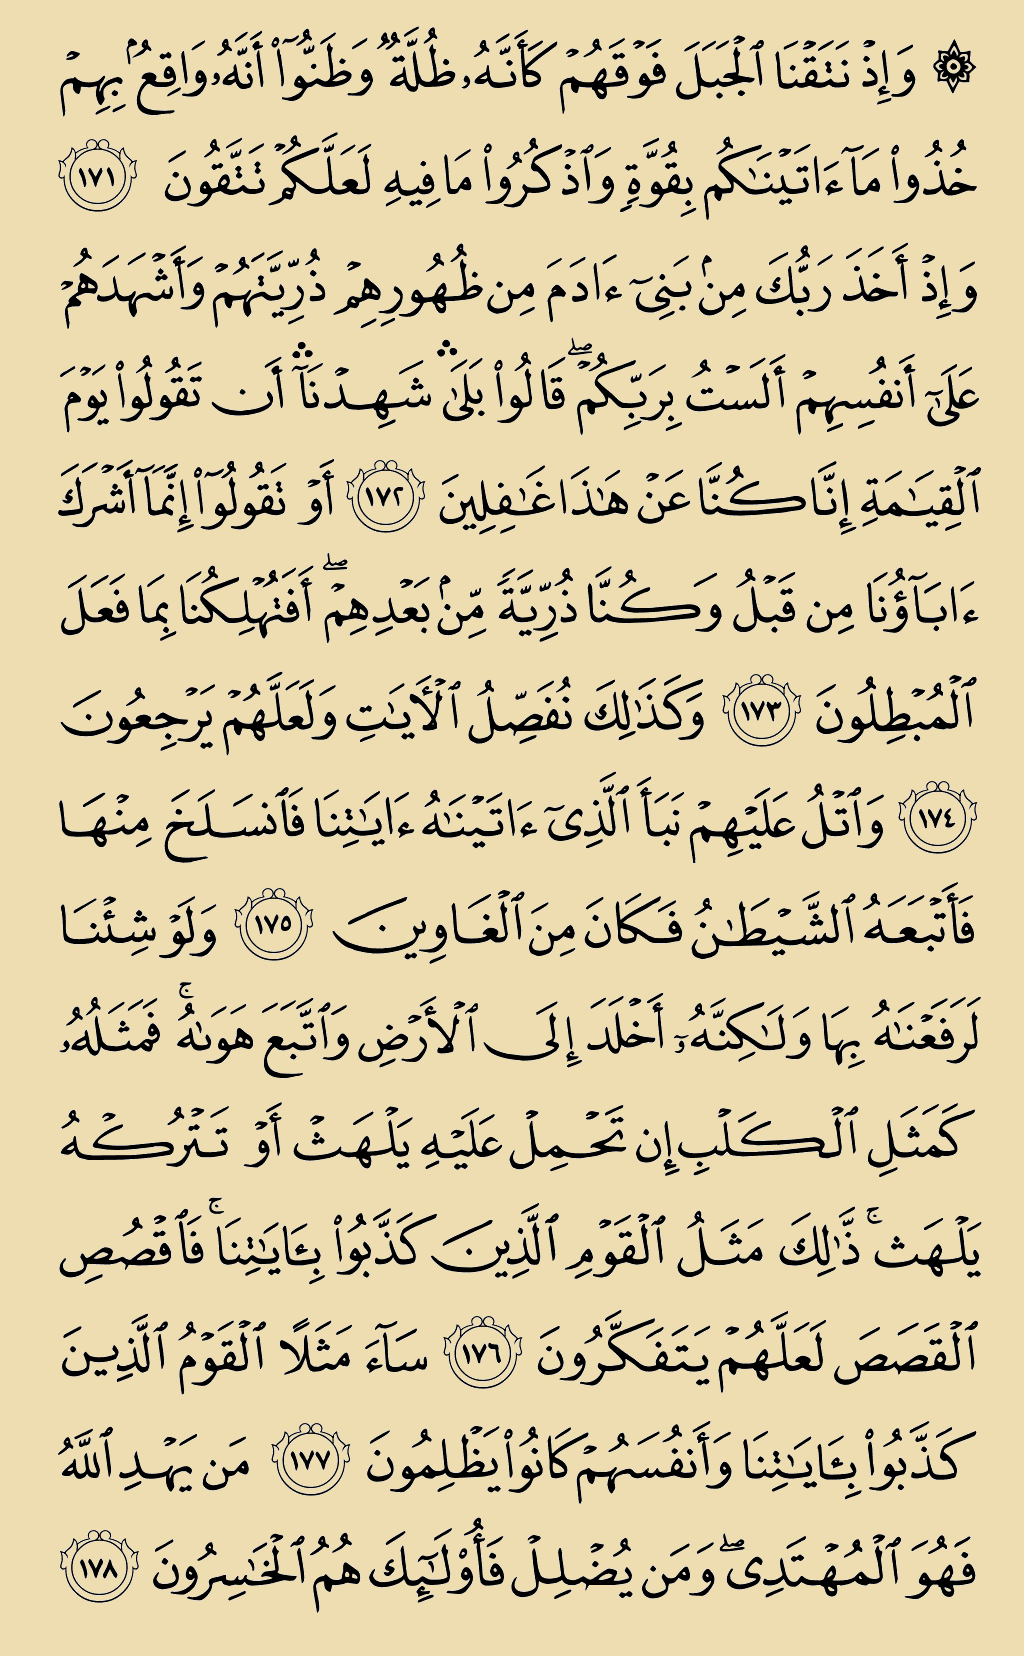 ۞ وَإِذۡ نَتَقۡنَا ٱلۡجَبَلَ فَوۡقَهُمۡ كَأَنَّهُۥ ظُلَّةٞ وَظَنُّوٓاْ أَنَّهُۥ وَاقِعُۢ بِهِمۡ
خُذُواْ مَآ ءَاتَيۡنَٰكُم بِقُوَّةٖ وَٱذۡكُرُواْ مَا فِيهِ لَعَلَّكُمۡ تَتَّقُونَ ١٧١
وَإِذۡ أَخَذَ رَبُّكَ مِنۢ بَنِيٓ ءَادَمَ مِن ظُهُورِهِمۡ ذُرِّيَّتَهُمۡ وَأَشۡهَدَهُمۡ
عَلَىٰٓ أَنفُسِهِمۡ أَلَسۡتُ بِرَبِّكُمۡۖ قَالُواْ بَلَىٰۛ شَهِدۡنَآۛ أَن تَقُولُواْ يَوۡمَ
ٱلۡقِيَٰمَةِ إِنَّا كُنَّا عَنۡ هَٰذَا غَٰفِلِينَ ١٧٢ أَوۡ تَقُولُوٓاْ إِنَّمَآ أَشۡرَكَ
ءَابَآؤُنَا مِن قَبۡلُ وَكُنَّا ذُرِّيَّةٗ مِّنۢ بَعۡدِهِمۡۖ أَفَتُهۡلِكُنَا بِمَا فَعَلَ
ٱلۡمُبۡطِلُونَ ١٧٣ وَكَذَٰلِكَ نُفَصِّلُ ٱلۡأٓيَٰتِ وَلَعَلَّهُمۡ يَرۡجِعُونَ
١٧٤ وَٱتۡلُ عَلَيۡهِمۡ نَبَأَ ٱلَّذِيٓ ءَاتَيۡنَٰهُ ءَايَٰتِنَا فَٱنسَلَخَ مِنۡهَا
فَأَتۡبَعَهُ ٱلشَّيۡطَٰنُ فَكَانَ مِنَ ٱلۡغَاوِينَ ١٧٥ وَلَوۡ شِئۡنَا
لَرَفَعۡنَٰهُ بِهَا وَلَٰكِنَّهُۥٓ أَخۡلَدَ إِلَى ٱلۡأَرۡضِ وَٱتَّبَعَ هَوَىٰهُۚ فَمَثَلُهُۥ
كَمَثَلِ ٱلۡكَلۡبِ إِن تَحۡمِلۡ عَلَيۡهِ يَلۡهَثۡ أَوۡ تَتۡرُكۡهُ
يَلۡهَثۚ ذَّٰلِكَ مَثَلُ ٱلۡقَوۡمِ ٱلَّذِينَ كَذَّبُواْ بِـَٔايَٰتِنَاۚ فَٱقۡصُصِ
ٱلۡقَصَصَ لَعَلَّهُمۡ يَتَفَكَّرُونَ ١٧٦ سَآءَ مَثَلًا ٱلۡقَوۡمُ ٱلَّذِينَ
كَذَّبُواْ بِـَٔايَٰتِنَا وَأَنفُسَهُمۡ كَانُواْ يَظۡلِمُونَ ١٧٧ مَن يَهۡدِ ٱللَّهُ
فَهُوَ ٱلۡمُهۡتَدِيۖ وَمَن يُضۡلِلۡ فَأُوْلَٰٓئِكَ هُمُ ٱلۡخَٰسِرُونَ ١٧٨